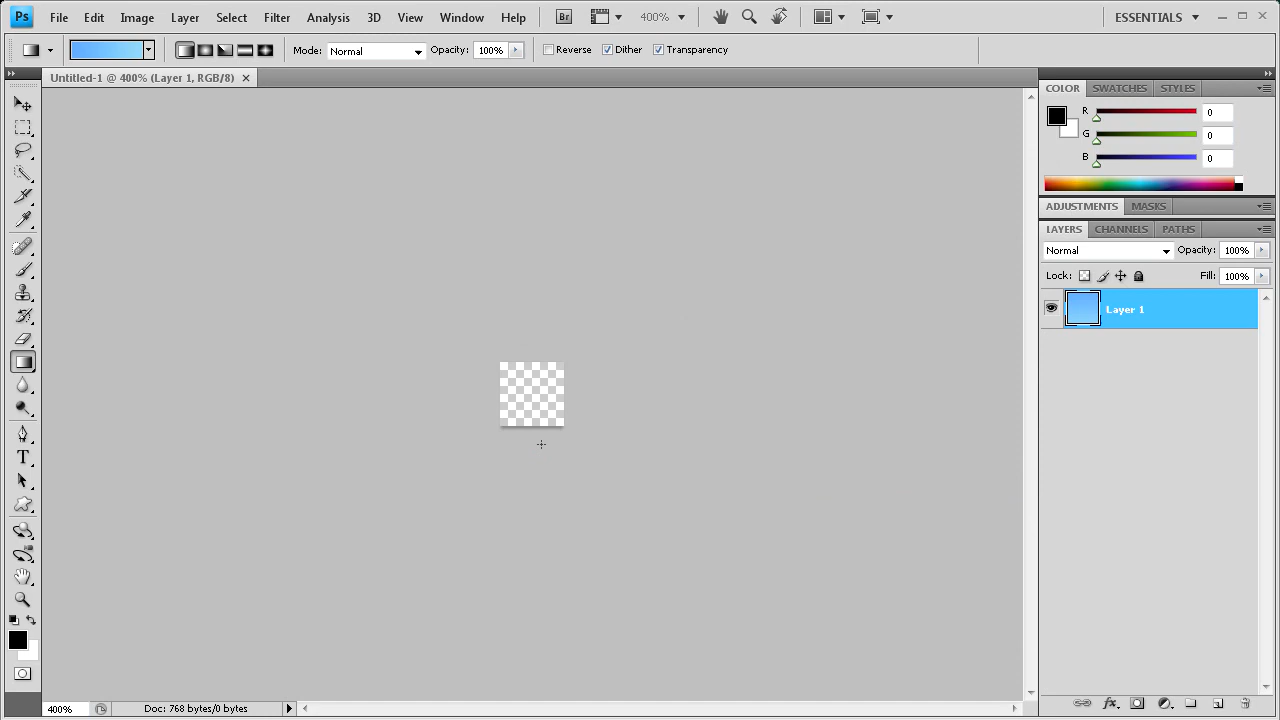 Ps File Edit Image Layer Select Filter Analysis 3D View Window Help Br 400% ESSENTIALS
Mode: Normal Opacity: 100% Reverse Dither Transparency
Untitled-1 @ 400% (Layer 1, RGB/8)
COLOR SWATCHES STYLES
R 0
G 0
B 0
ADJUSTMENTS MASKS
LAYERS CHANNELS PATHS
Normal Opacity: 100%
Lock: Fill: 100%
Layer 1
T
fx
400% Doc: 768 bytes/0 bytes